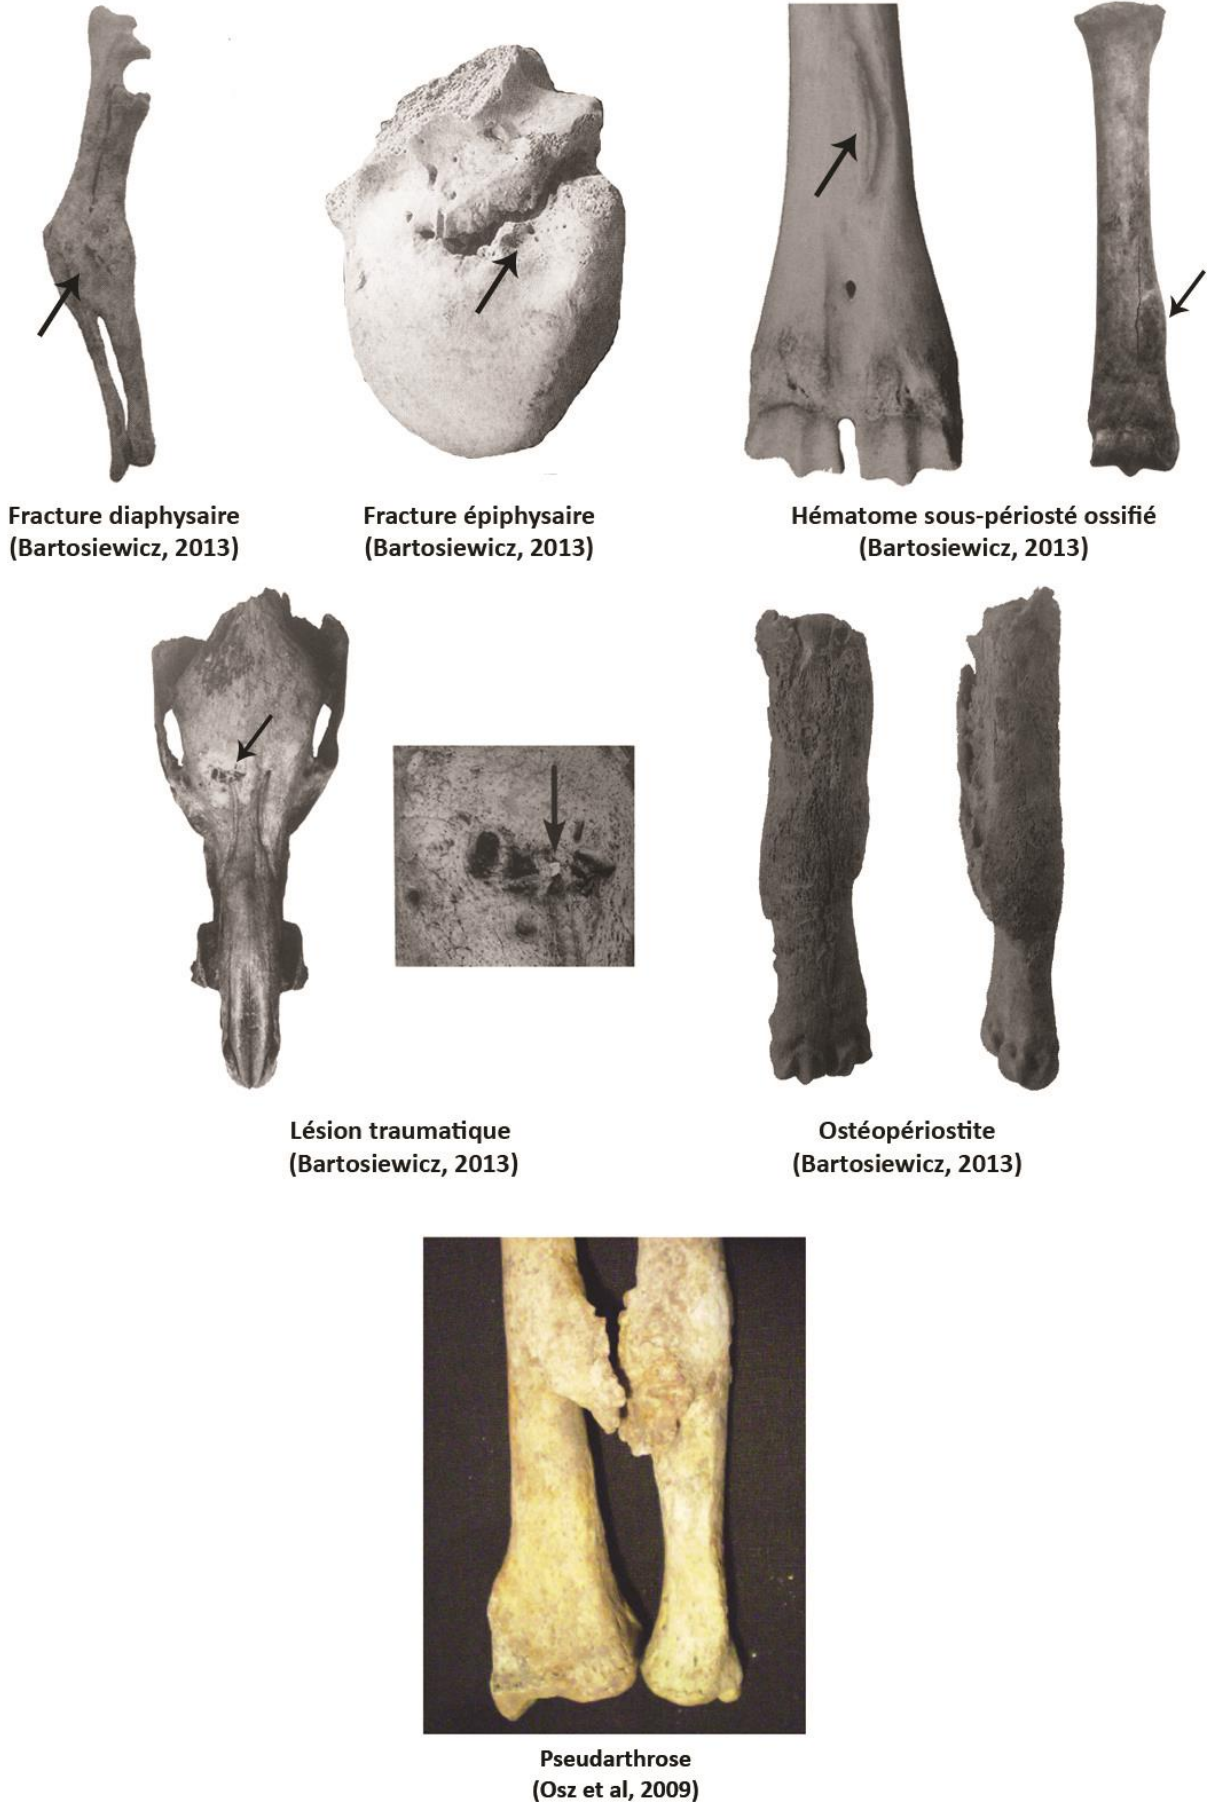 Fracture diaphysaire
(Bartosiewicz, 2013)
Fracture épiphysaire
(Bartosiewicz, 2013)
Hématome sous-périosté ossifié
(Bartosiewicz, 2013)
Lésion traumatique
(Bartosiewicz, 2013)
Ostéopériostite
(Bartosiewicz, 2013)
Pseudarthrose
(Osz et al, 2009)